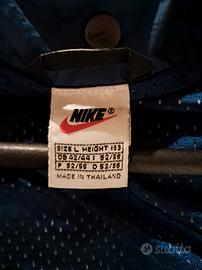 NIKE
SIZE L HEIGHT 183
GB 42/44 I 52/56
F 52/56 D 52/56
MADE IN THAILAND
subito